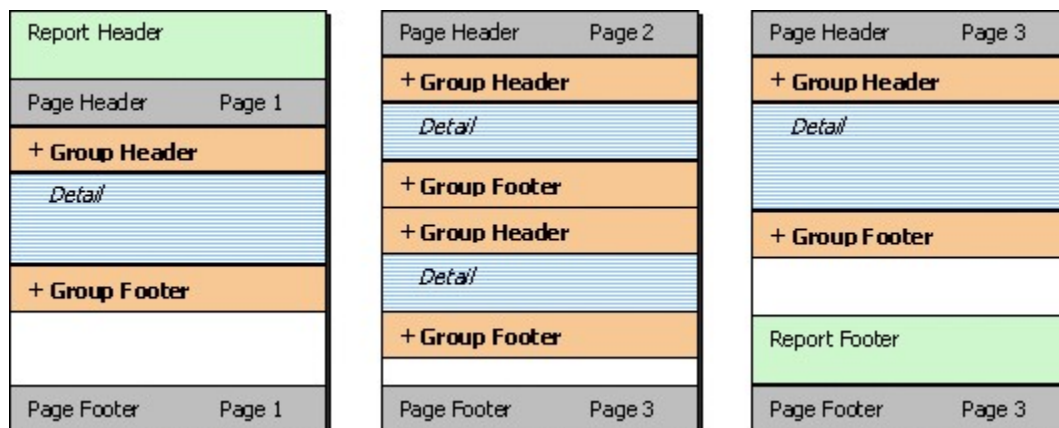 Report Header
Page Header Page 1
+ Group Header
Detail
+ Group Footer
Page Footer Page 1
Page Header Page 2
+ Group Header
Detail
+ Group Footer
+ Group Header
Detail
+ Group Footer
Page Footer Page 3
Page Header Page 3
+ Group Header
Detail
+ Group Footer
Report Footer
Page Footer Page 3